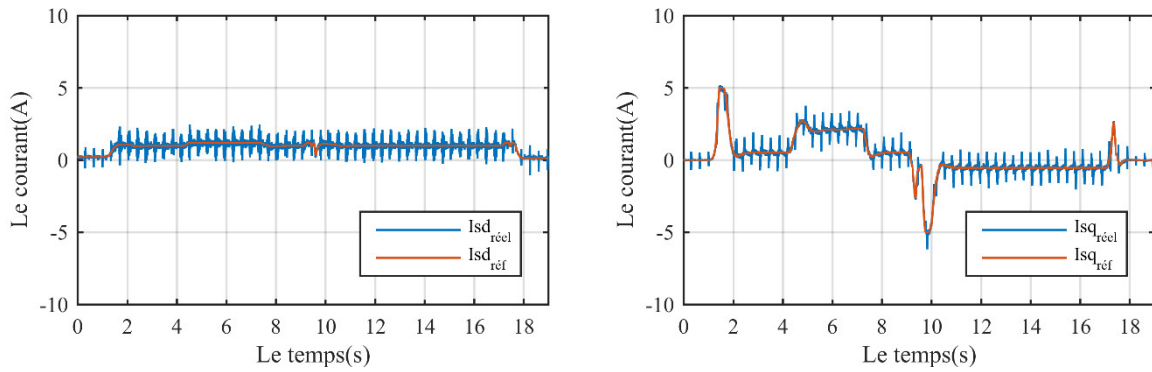 Le courant(A)
10
5
0
-5
-10
0 2 4 6 8 10 12 14 16 18
Le temps(s)
Isd réel
Isd réf
Le courant(A)
10
5
0
-5
-10
0 2 4 6 8 10 12 14 16 18
Le temps(s)
Isq réel
Isq réf